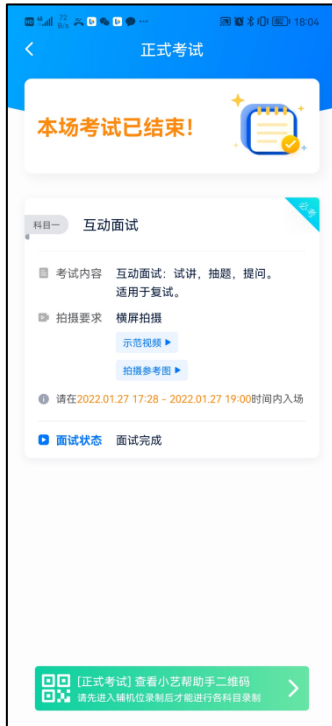 72
B/s
18:04
正式考试
本场考试已结束!
必考
科目一 互动面试
考试内容 互动面试：试讲，抽题，提问。
适用于复试。
拍摄要求 横屏拍摄
示范视频
拍摄参考图
请在2022.01.27 17:28 - 2022.01.27 19:00时间内入场
面试状态 面试完成
[正式考试] 查看小艺帮助手二维码
请先进入辅机位录制后才能进行各科目录制